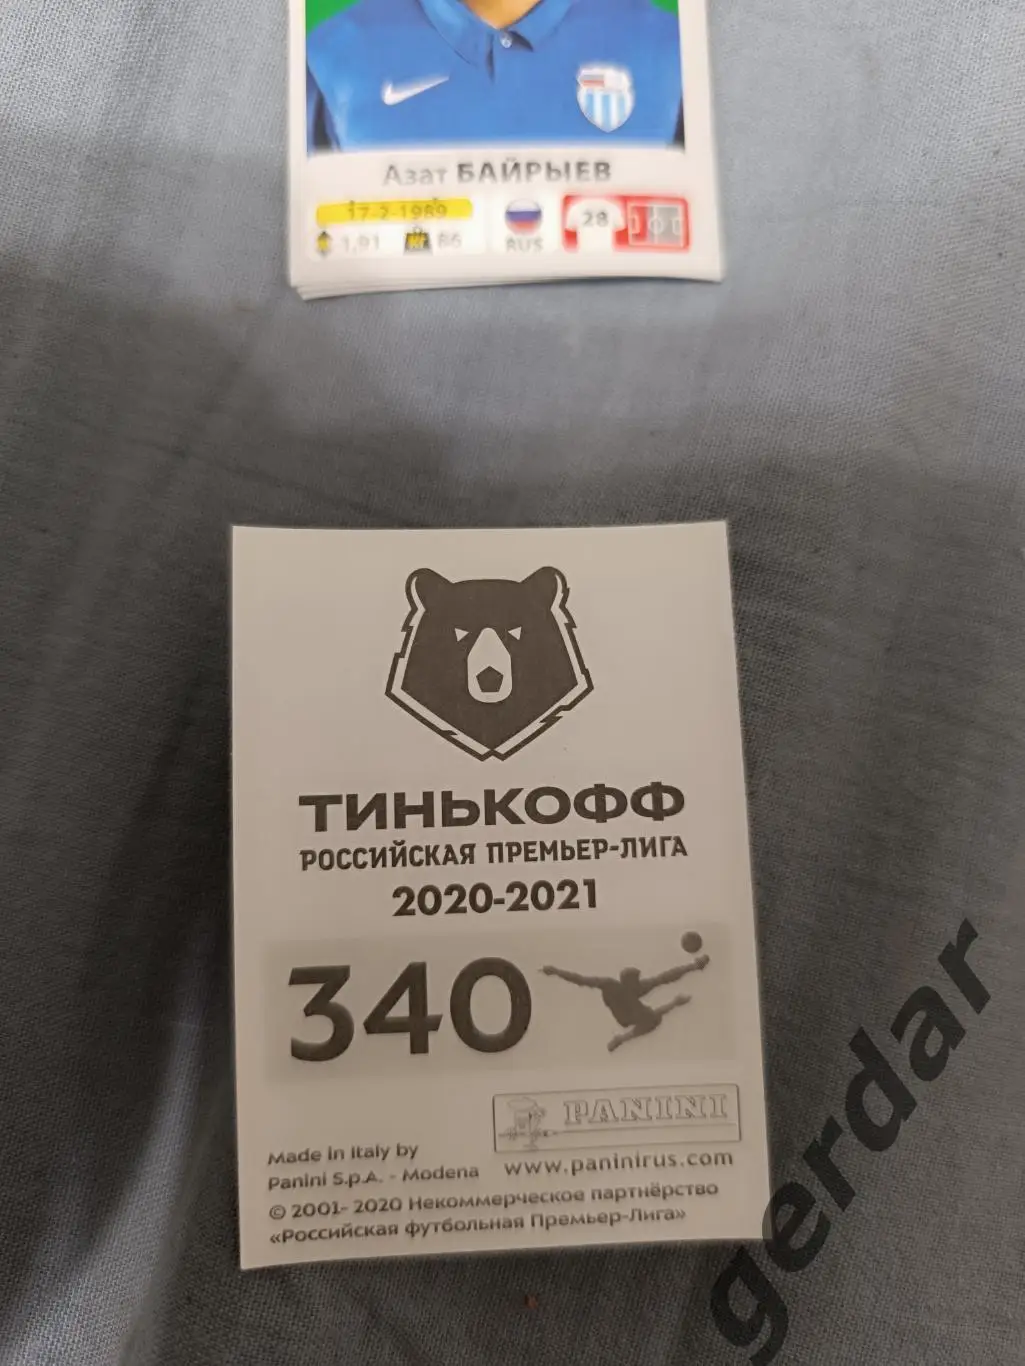 Азат БАЙРЫЕВ
17-2-1989
1,91 КГ 86
RUS
28
ТИНЬКОФФ
РОССИЙСКАЯ ПРЕМЬЕР-ЛИГА
2020-2021
340
PANINI
Made in Italy by
Panini S.p.A. - Modena
www.paninirus.com
© 2001- 2020 Некоммерческое партнёрство
«Российская футбольная Премьер-Лига»
gerdar